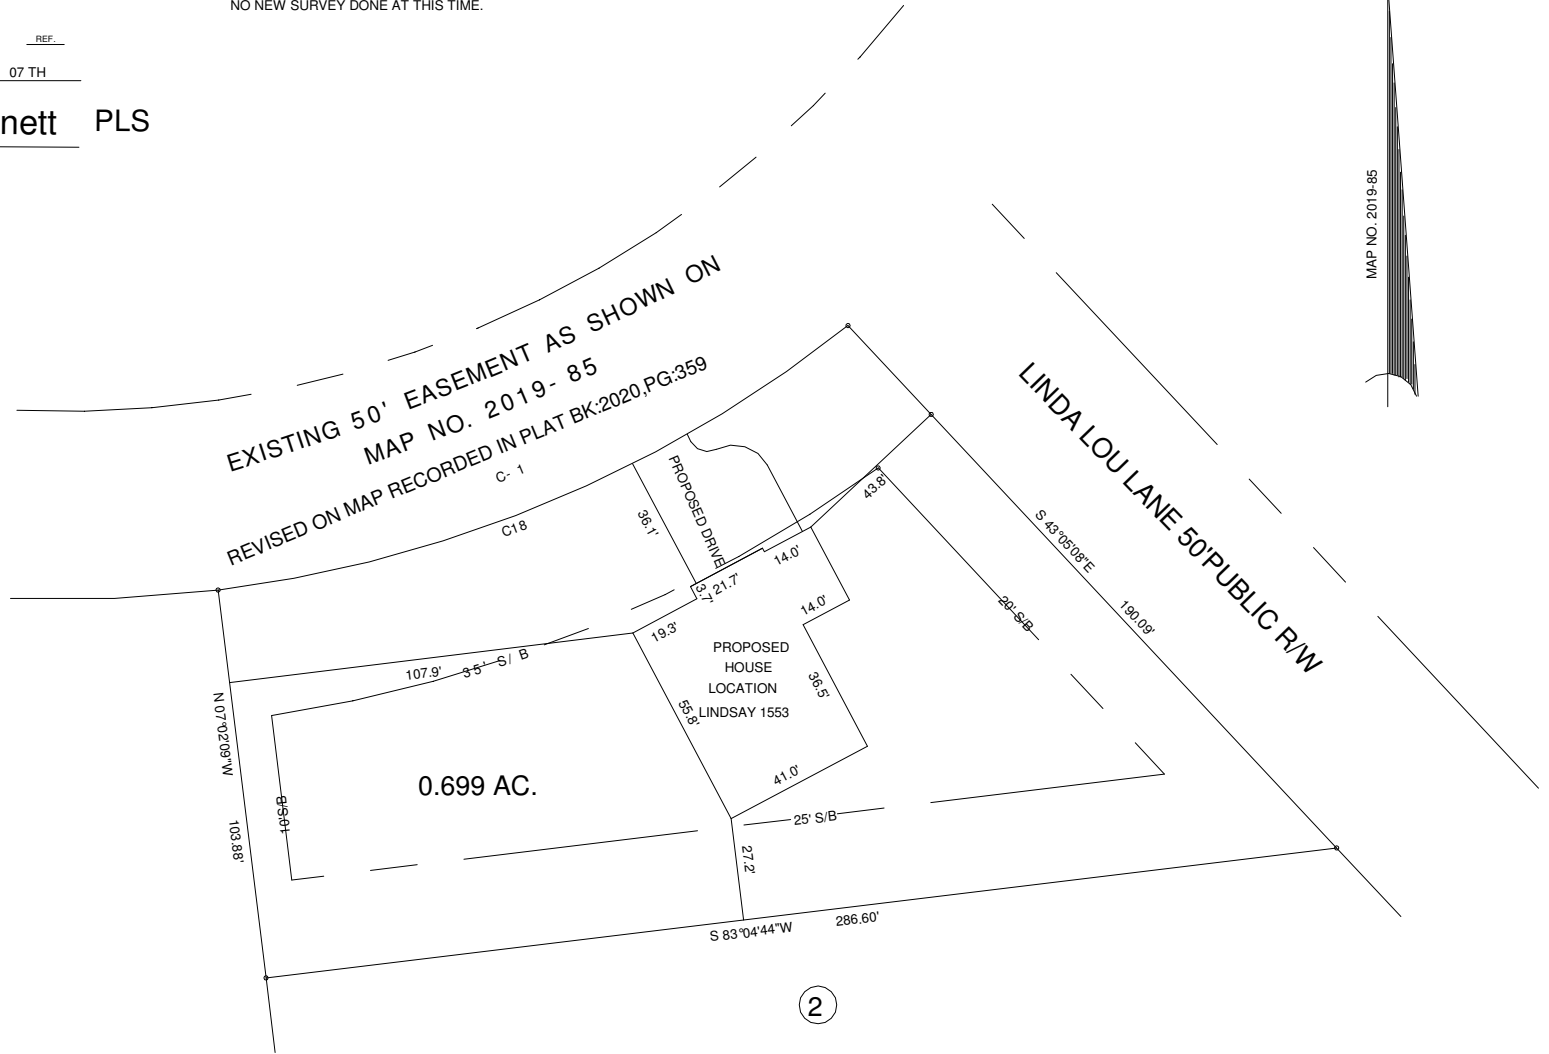 NO NEW SURVEY DONE AT THIS TIME.
REF.
07 TH
nett PLS
MAP NO. 2019-85
EXISTING 50' EASEMENT AS SHOWN ON
MAP NO. 2019- 85
REVISED ON MAP RECORDED IN PLAT BK:2020,PG:359
C- 1
C18
LINDA LOU LANE 50'PUBLIC R/W
PROPOSED DRIVE
36.1'
43.8'
14.0'
21.7'
3.7'
19.3'
14.0'
S 43°05'08"E
190.09'
20' S/B
PROPOSED
HOUSE
LOCATION
LINDSAY 1553
36.5'
55.8'
41.0'
107.9'
35' S/ B
N 07°02'09"W
103.88'
10'S/B
0.699 AC.
25' S/B
27.2'
S 83°04'44"W
286.60'
2